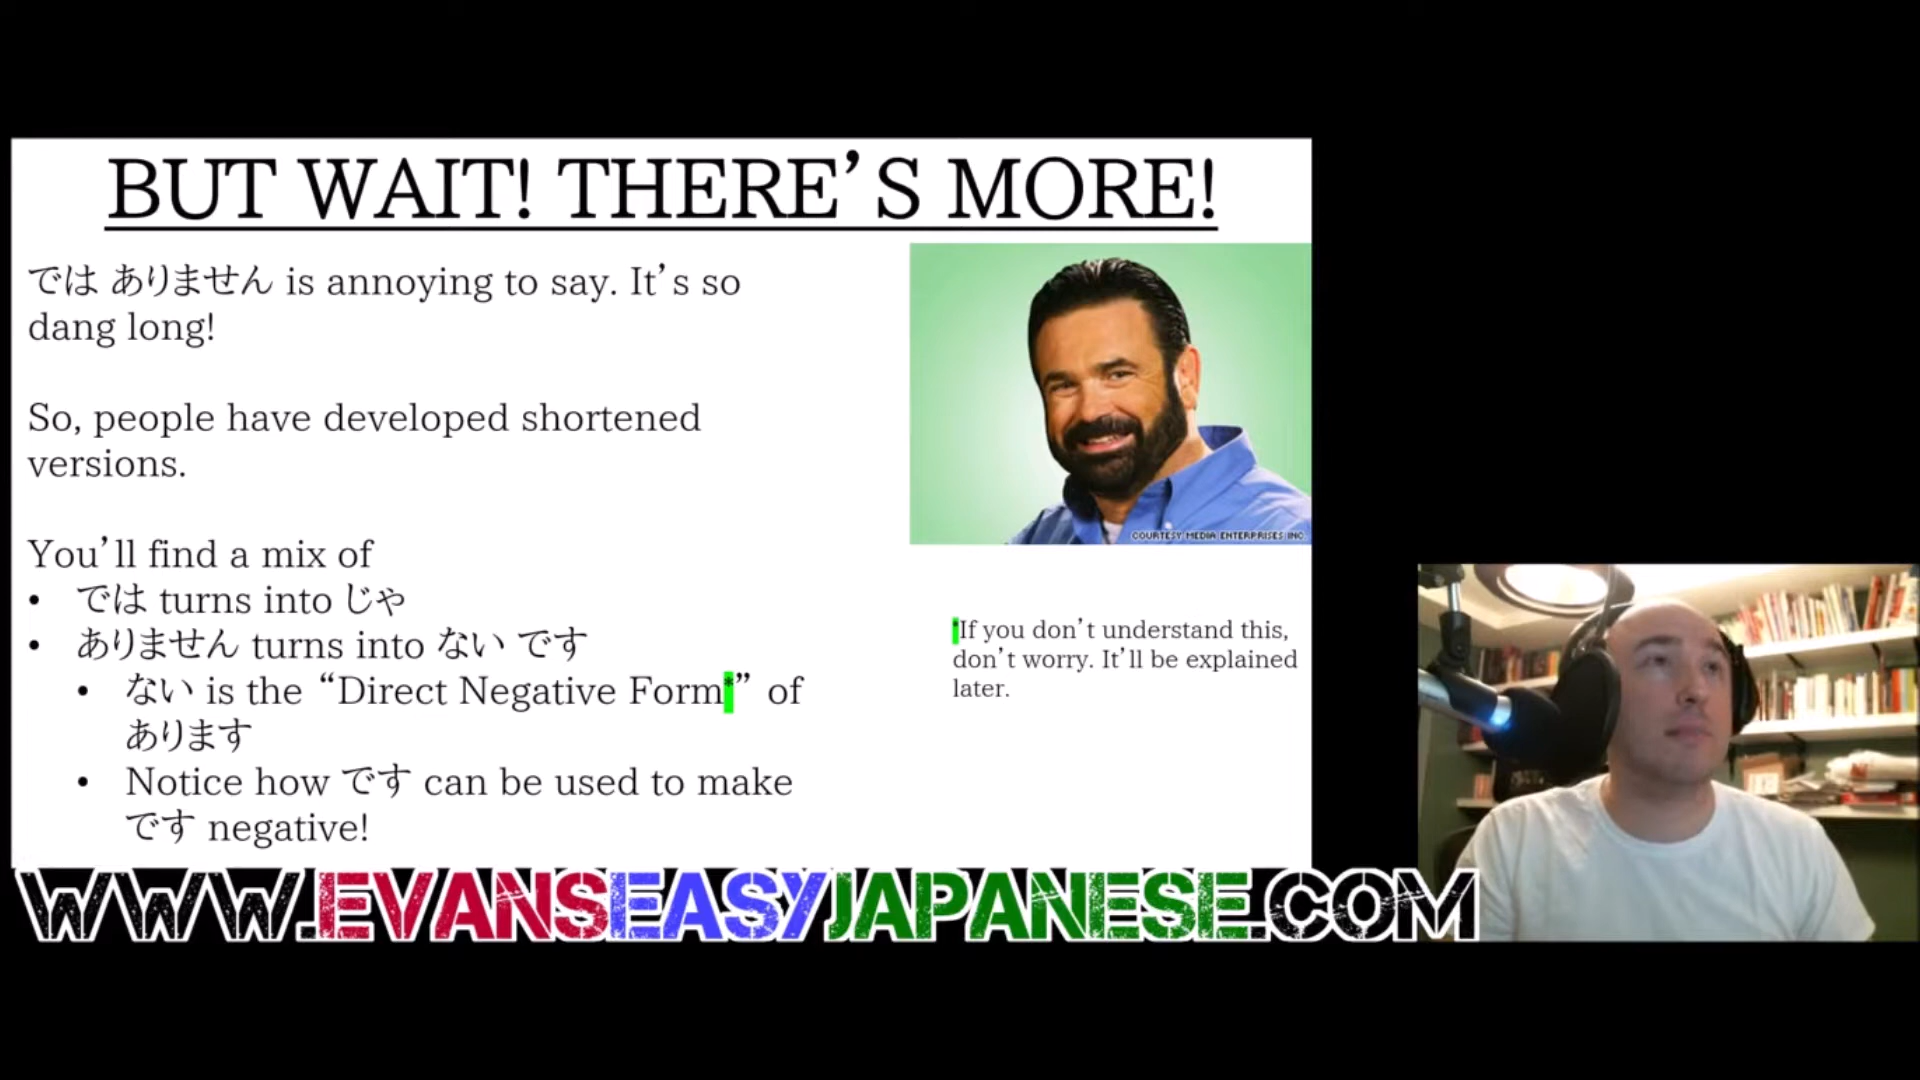 BUT WAIT! THERE’S MORE!
では ありません is annoying to say. It’s so
dang long!
So, people have developed shortened
versions.
You’ll find a mix of
• では turns into じゃ
• ありません turns into ない です
• ない is the “Direct Negative Form*” of
あります
• Notice how です can be used to make
です negative!
COURTESY MEDIA ENTERPRISES INC.
*If you don’t understand this,
don’t worry. It’ll be explained
later.
WWW.EVANSEASYJAPANESE.COM